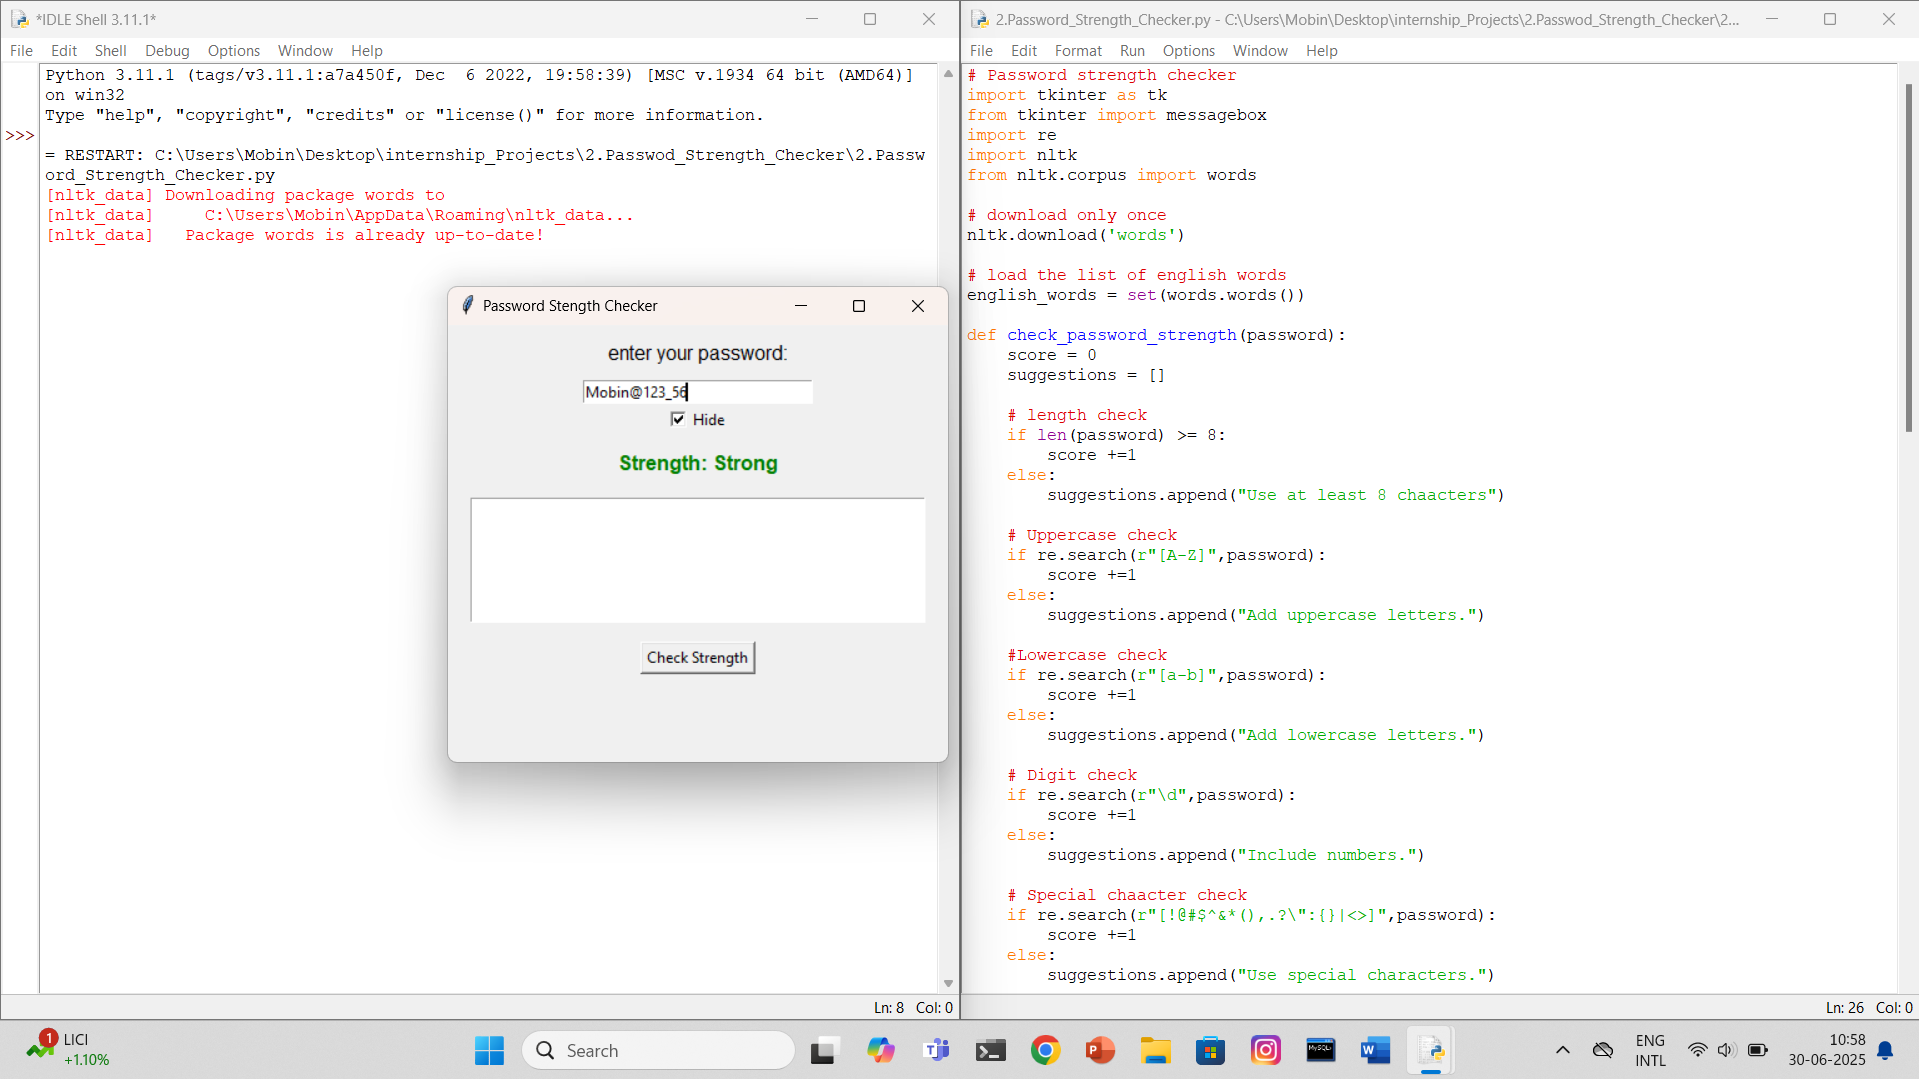 *IDLE Shell 3.11.1*
File Edit Shell Debug Options Window Help
Python 3.11.1 (tags/v3.11.1:a7a450f, Dec  6 2022, 19:58:39) [MSC v.1934 64 bit (AMD64)]
on win32
Type "help", "copyright", "credits" or "license()" for more information.
>>>
= RESTART: C:\Users\Mobin\Desktop\internship_Projects\2.Passwod_Strength_Checker\2.Passw
ord_Strength_Checker.py
[nltk_data] Downloading package words to
[nltk_data]     C:\Users\Mobin\AppData\Roaming\nltk_data...
[nltk_data]   Package words is already up-to-date!
Ln: 8 Col: 0
Password Stength Checker
enter your password:
Mobin@123_56
Hide
Strength: Strong
Check Strength
2.Password_Strength_Checker.py - C:\Users\Mobin\Desktop\internship_Projects\2.Passwod_Strength_Checker\2...
File Edit Format Run Options Window Help
# Password strength checker
import tkinter as tk
from tkinter import messagebox
import re
import nltk
from nltk.corpus import words
# download only once
nltk.download('words')
# load the list of english words
english_words = set(words.words())
def check_password_strength(password):
    score = 0
    suggestions = []
    # length check
    if len(password) >= 8:
        score +=1
    else:
        suggestions.append("Use at least 8 chaacters")
    # Uppercase check
    if re.search(r"[A-Z]",password):
        score +=1
    else:
        suggestions.append("Add uppercase letters.")
    #Lowercase check
    if re.search(r"[a-b]",password):
        score +=1
    else:
        suggestions.append("Add lowercase letters.")
    # Digit check
    if re.search(r"\d",password):
        score +=1
    else:
        suggestions.append("Include numbers.")
    # Special chaacter check
    if re.search(r"[!@#$^&*(),.?\":{}|<>]",password):
        score +=1
    else:
        suggestions.append("Use special characters.")
Ln: 26 Col: 0
1
LICI
+1.10%
Search
MySQL
ENG
INTL
10:58
30-06-2025